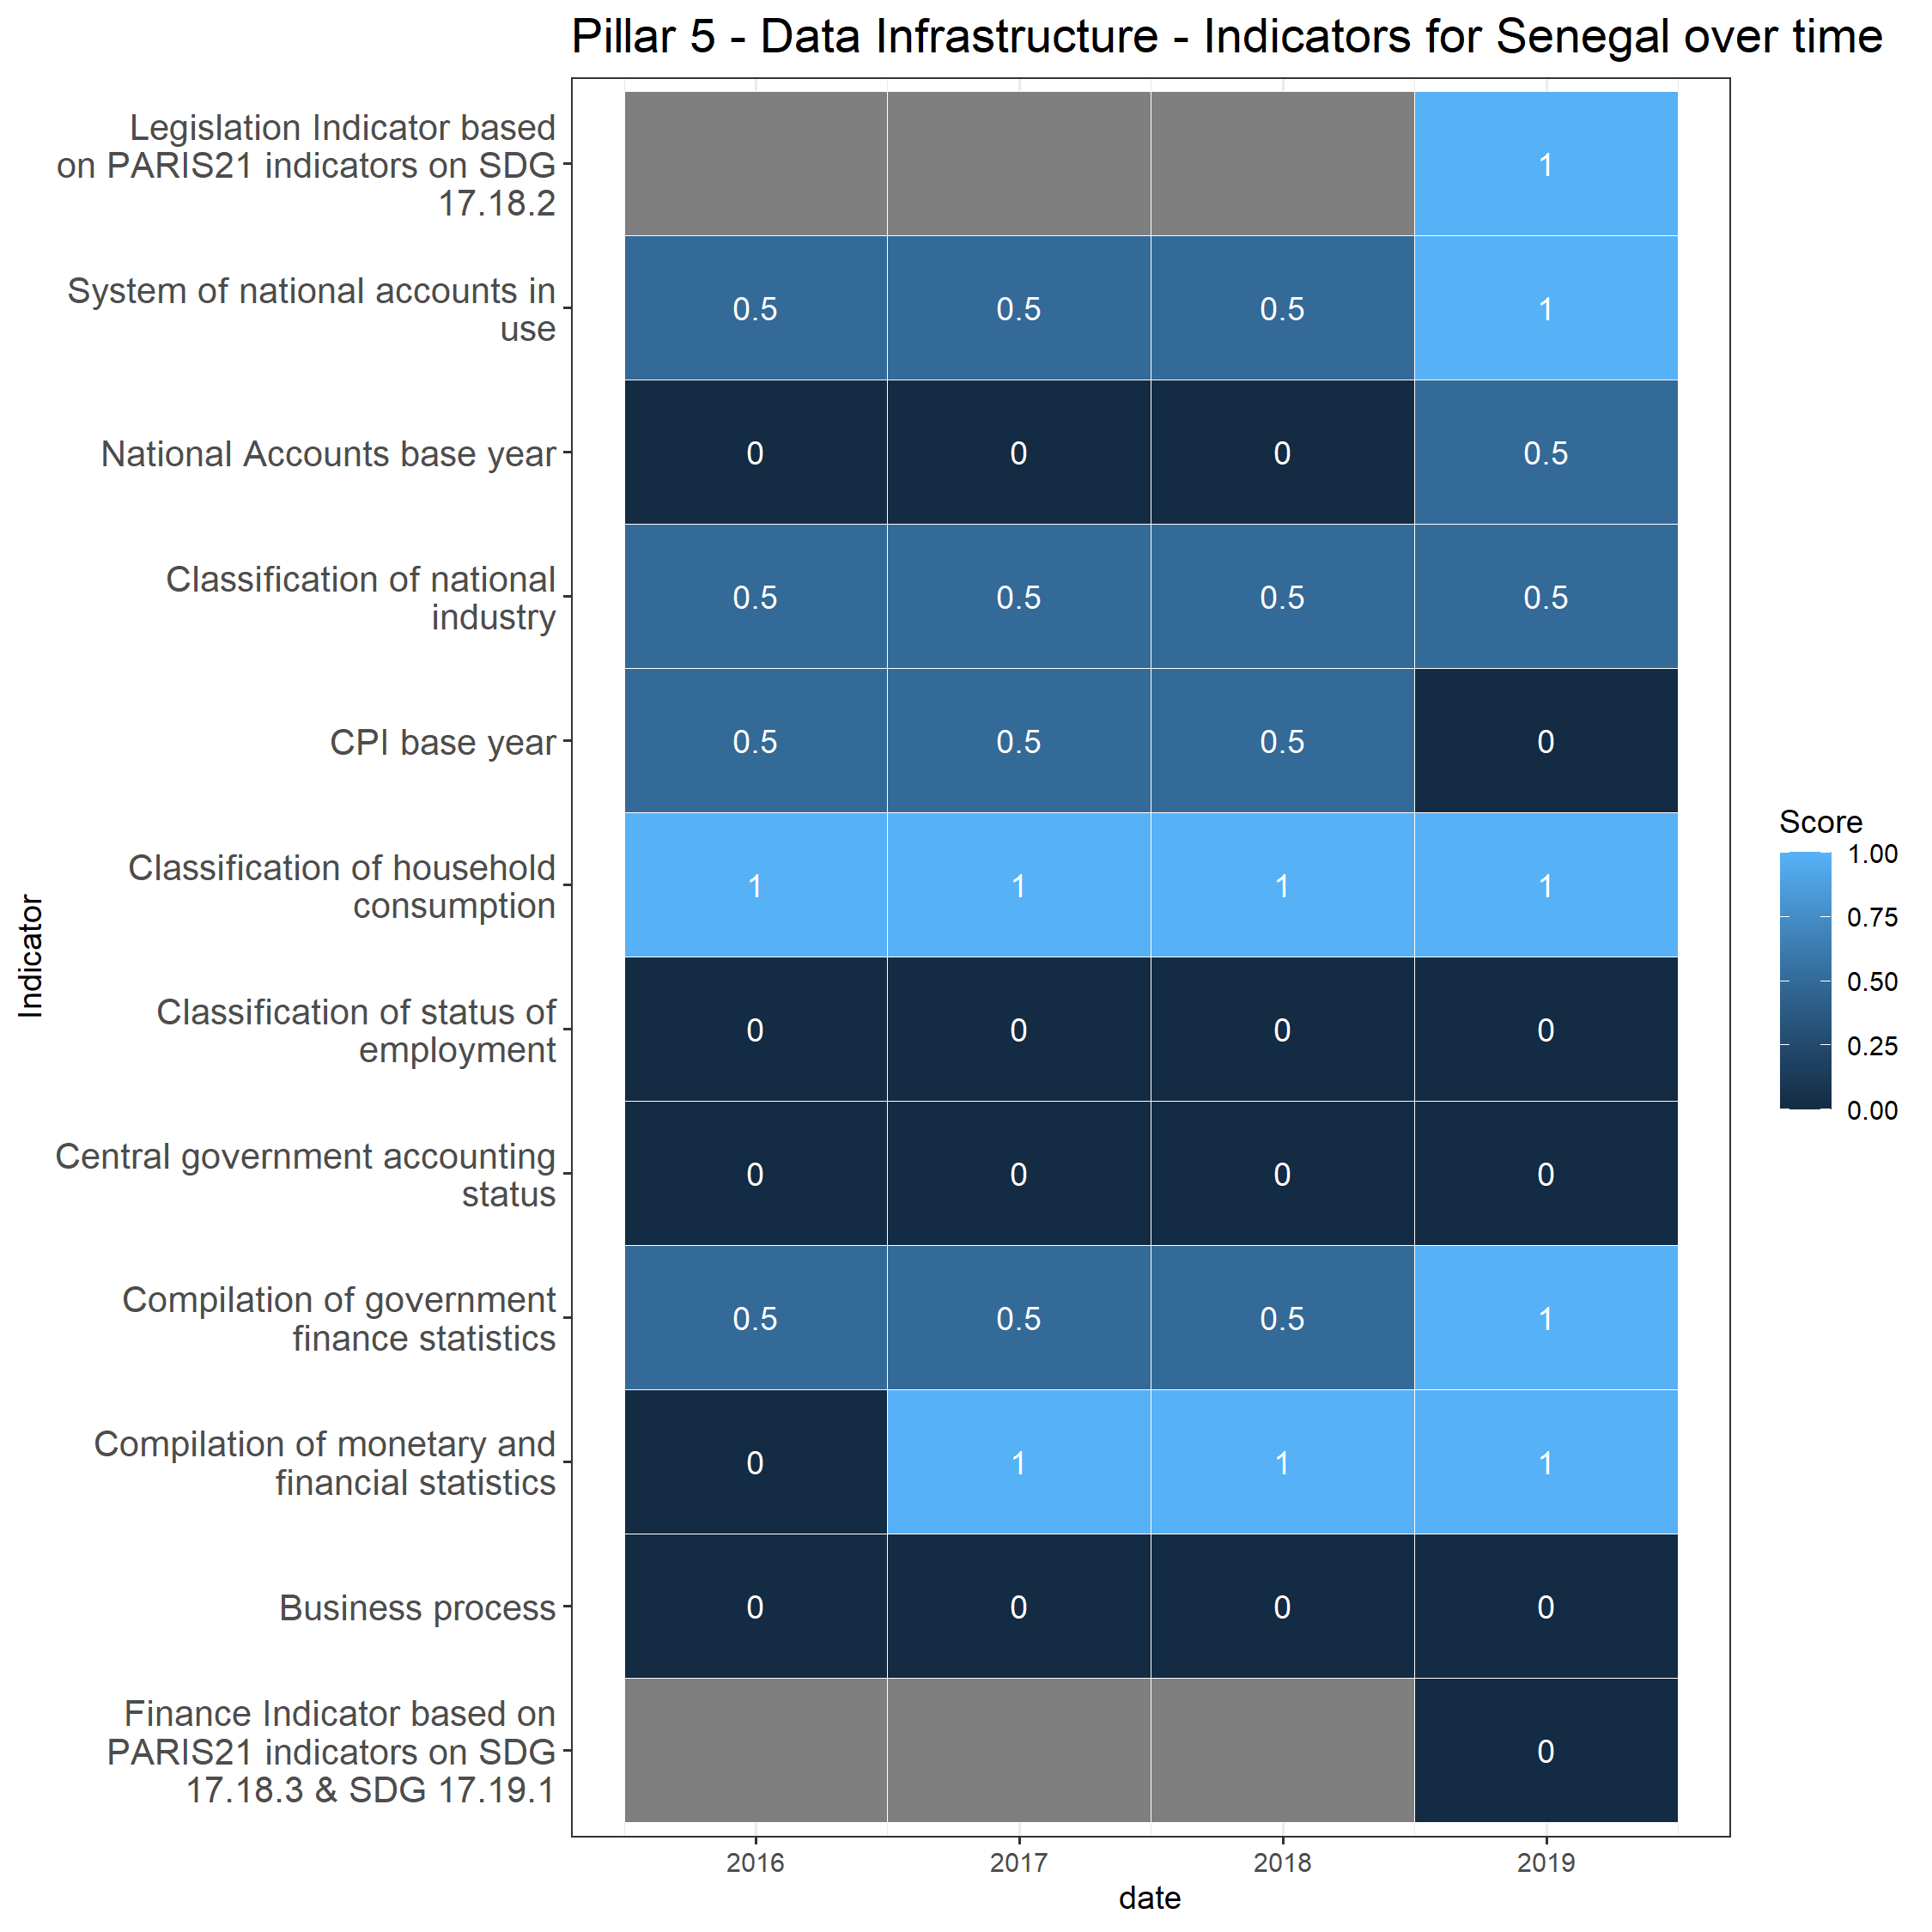 Pillar 5 - Data Infrastructure - Indicators for Senegal over time
Legislation Indicator based
on PARIS21 indicators on SDG
17.18.2
1
System of national accounts in
use
0.5 0.5 0.5 1
National Accounts base year
0 0 0 0.5
Classification of national
industry
0.5 0.5 0.5 0.5
CPI base year
0.5 0.5 0.5 0
Classification of household
consumption
1 1 1 1
Classification of status of
employment
0 0 0 0
Central government accounting
status
0 0 0 0
Compilation of government
finance statistics
0.5 0.5 0.5 1
Compilation of monetary and
financial statistics
0 1 1 1
Business process
0 0 0 0
Finance Indicator based on
PARIS21 indicators on SDG
17.18.3 & SDG 17.19.1
0
Indicator
2016 2017 2018 2019
date
Score
1.00
0.75
0.50
0.25
0.00